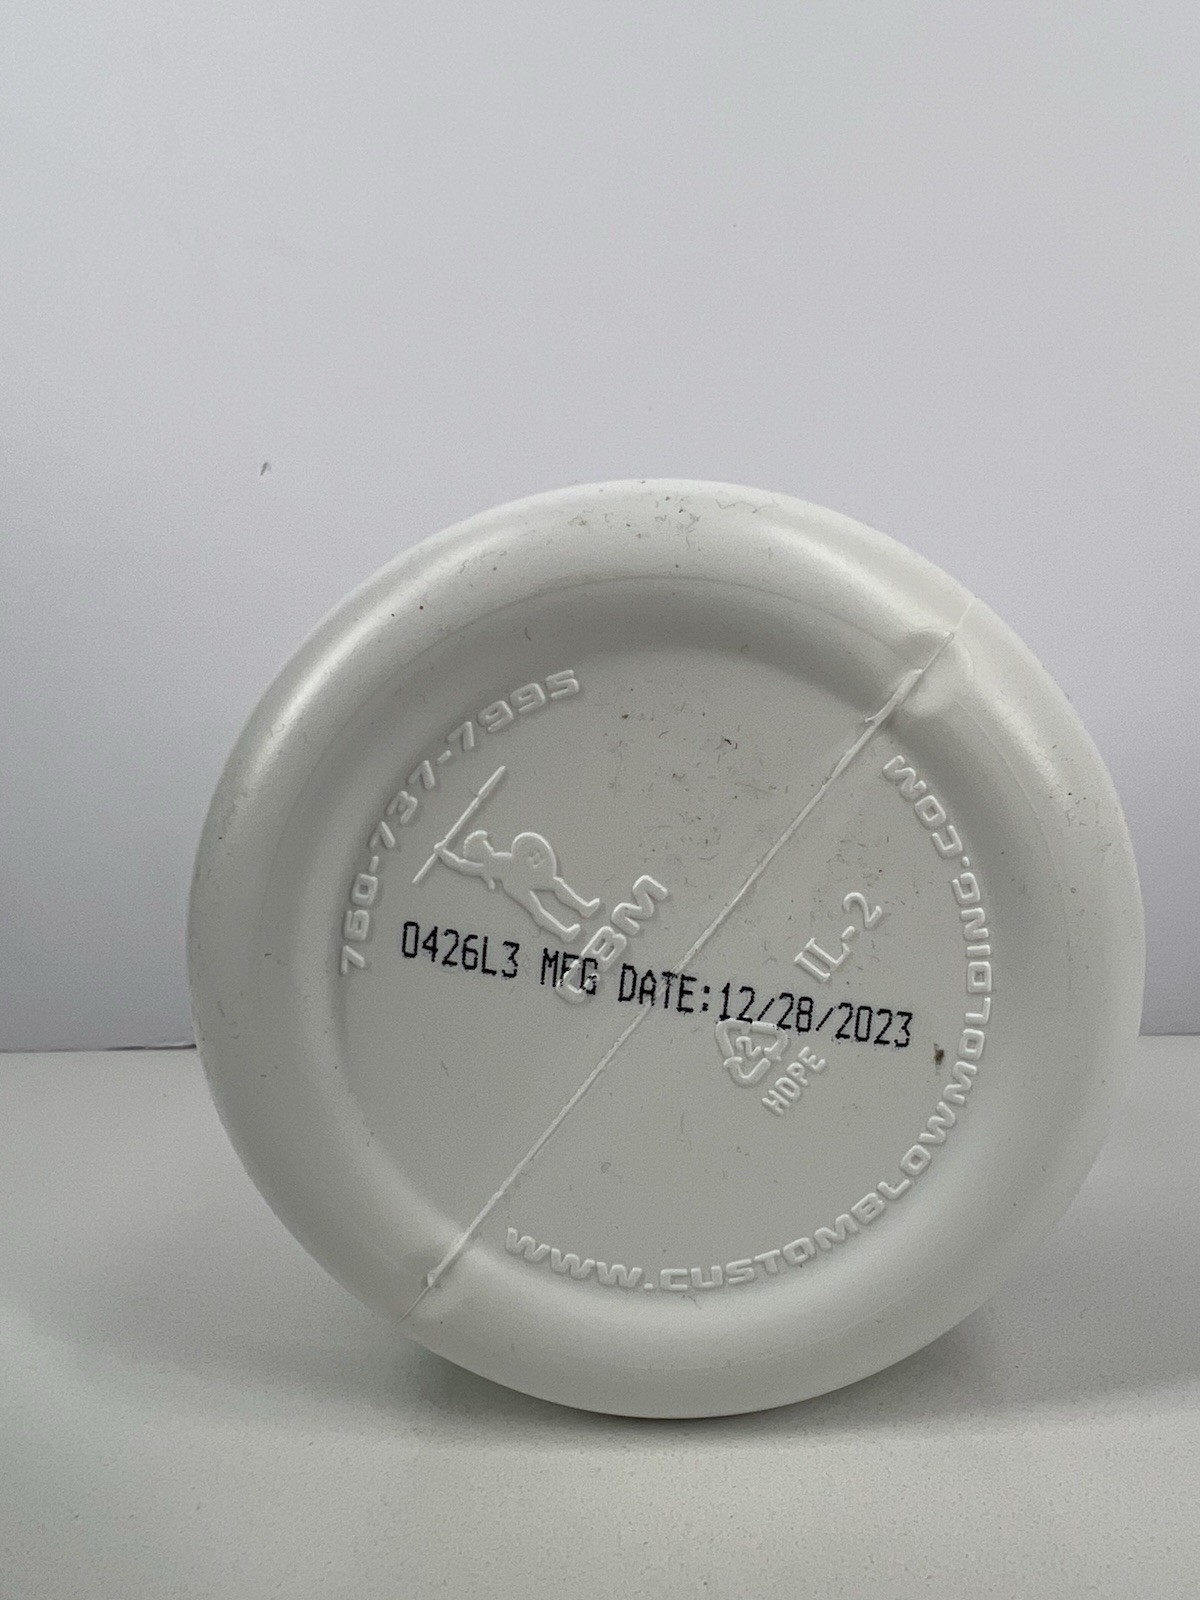 760-737-7995
CBM
0426L3 MFG DATE:12/28/2023
IL-2
2
HDPE
WWW.CUSTOMBLOWMOLDING.COM